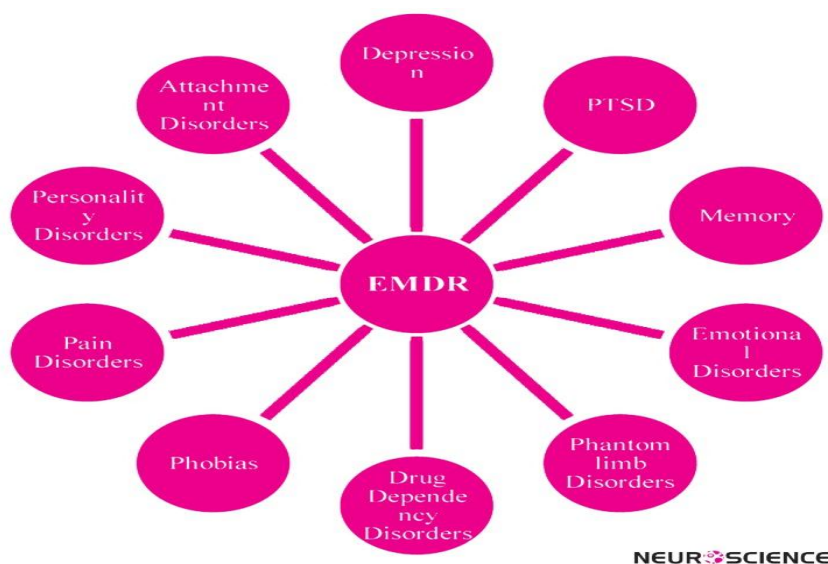 Depressio
n
PTSD
Memory
Emotiona
l
Disorders
Phantom
limb
Disorders
Drug
Depende
ncy
Disorders
Phobias
Pain
Disorders
Personalit
y
Disorders
Attachme
nt
Disorders
EMDR
NEUROSCIENCE